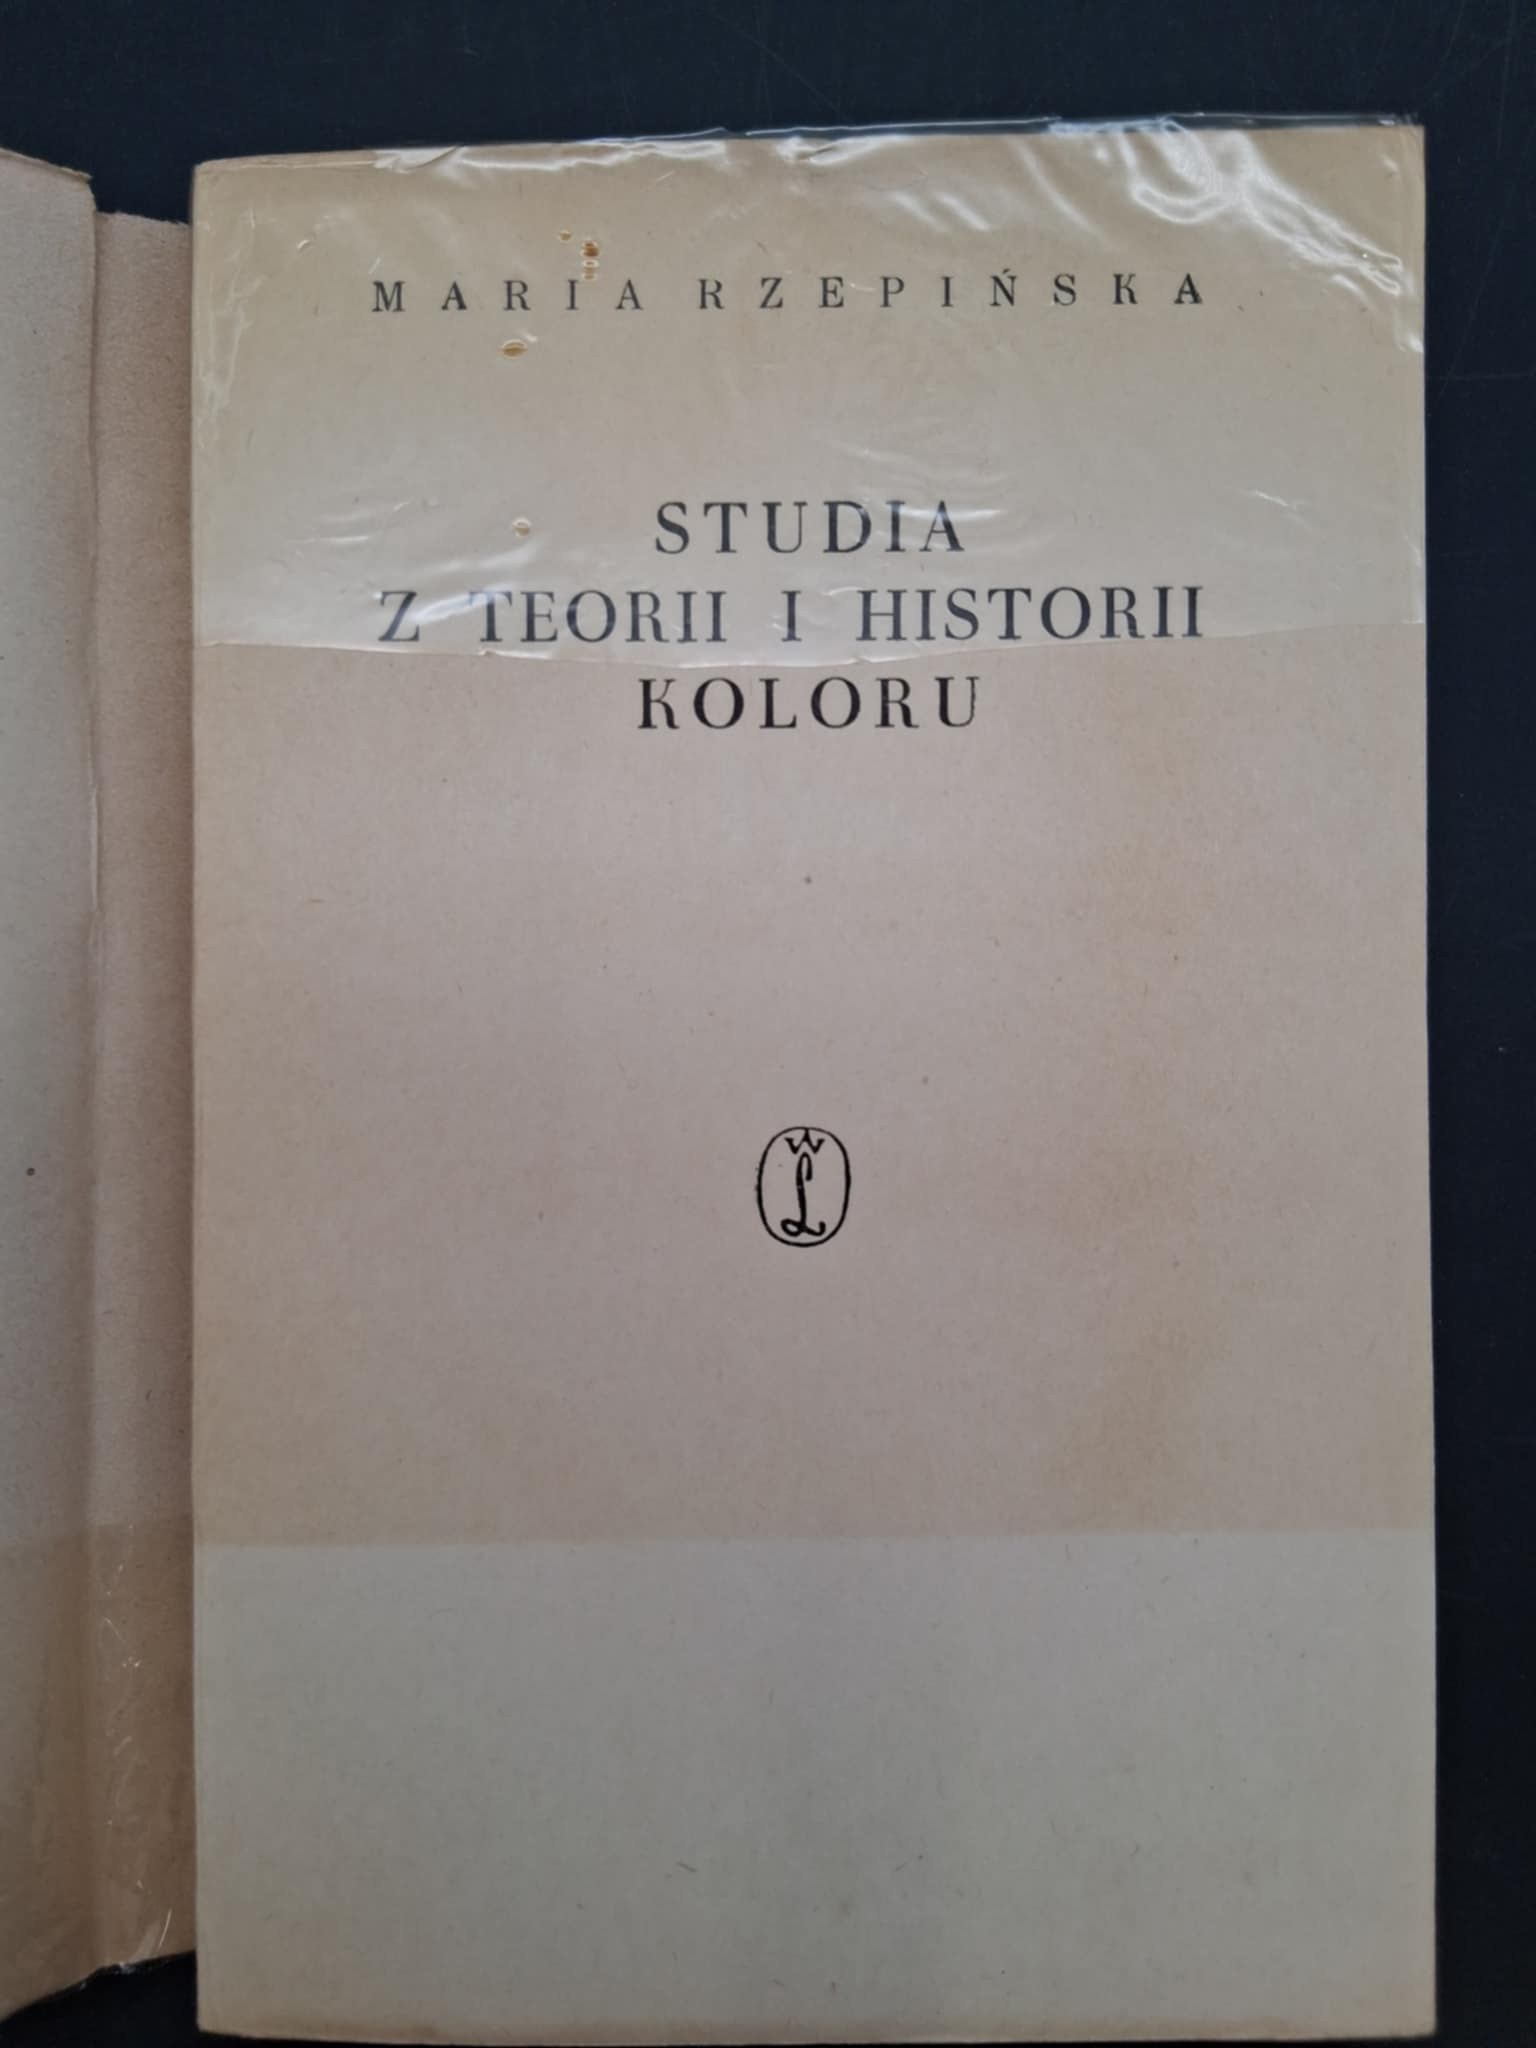 MARIA RZEPIŃSKA
STUDIA
Z TEORII I HISTORII
KOLORU
W
L